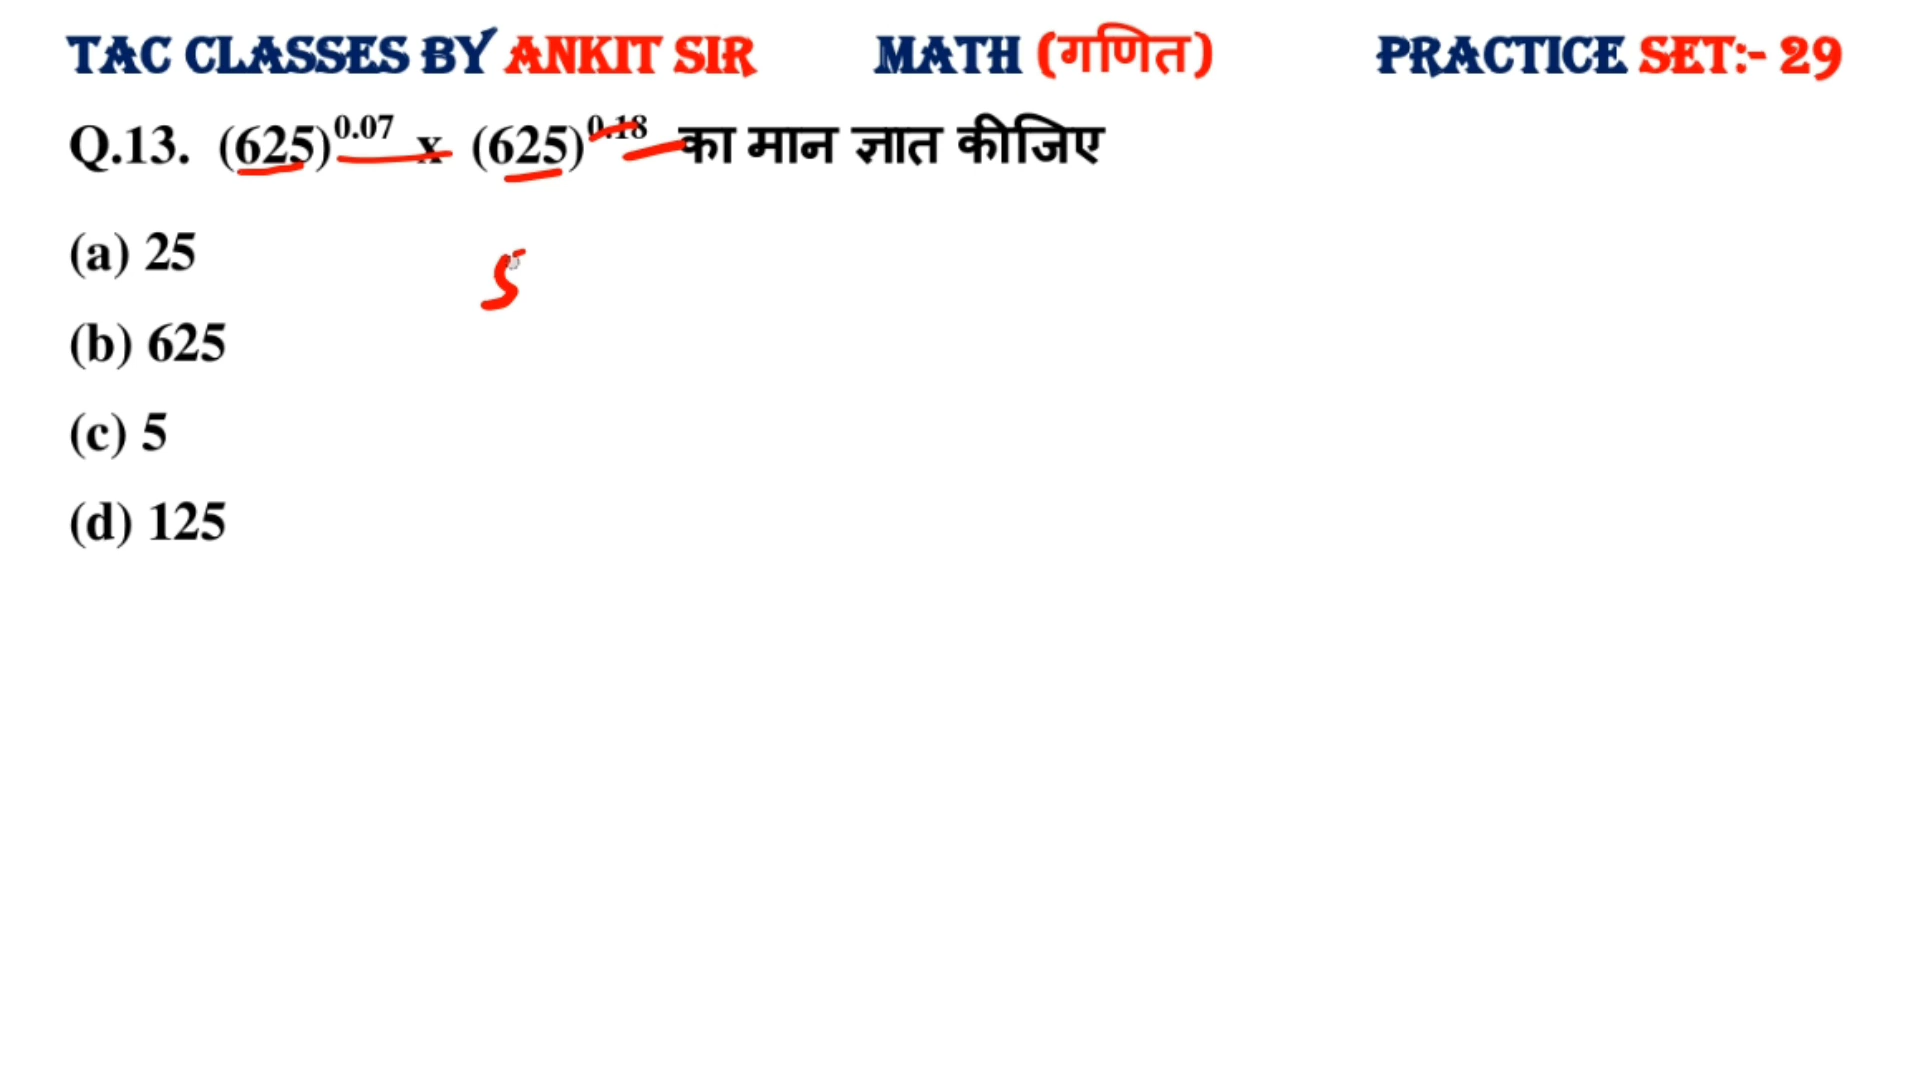 TAC CLASSES BY ANKIT SIR MATH (गणित) PRACTICE SET:- 29
Q.13. (625)^0.07 x (625)^0.18 का मान ज्ञात कीजिए
(a) 25
5
(b) 625
(c) 5
(d) 125